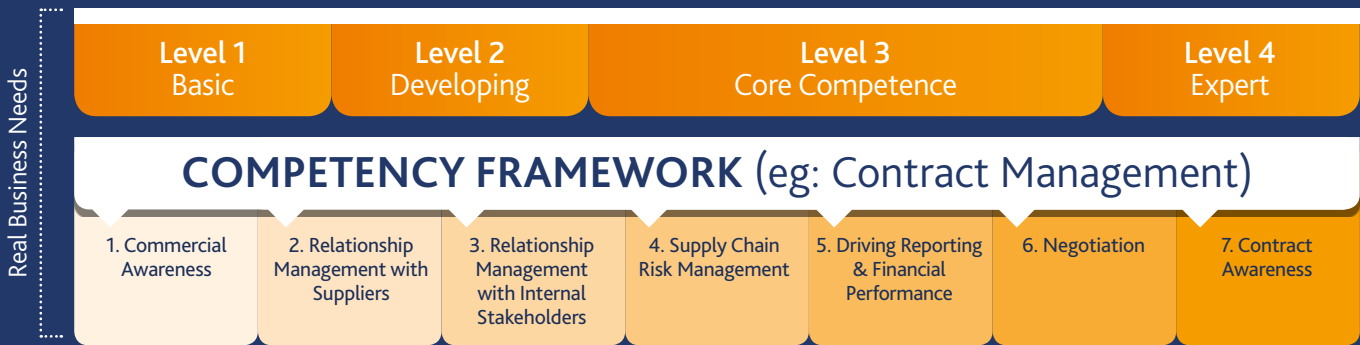 Real Business Needs
Level 1
Basic
Level 2
Developing
Level 3
Core Competence
Level 4
Expert
COMPETENCY FRAMEWORK (eg: Contract Management)
1. Commercial
Awareness
2. Relationship
Management with
Suppliers
3. Relationship
Management
with Internal
Stakeholders
4. Supply Chain
Risk Management
5. Driving Reporting
& Financial
Performance
6. Negotiation
7. Contract
Awareness